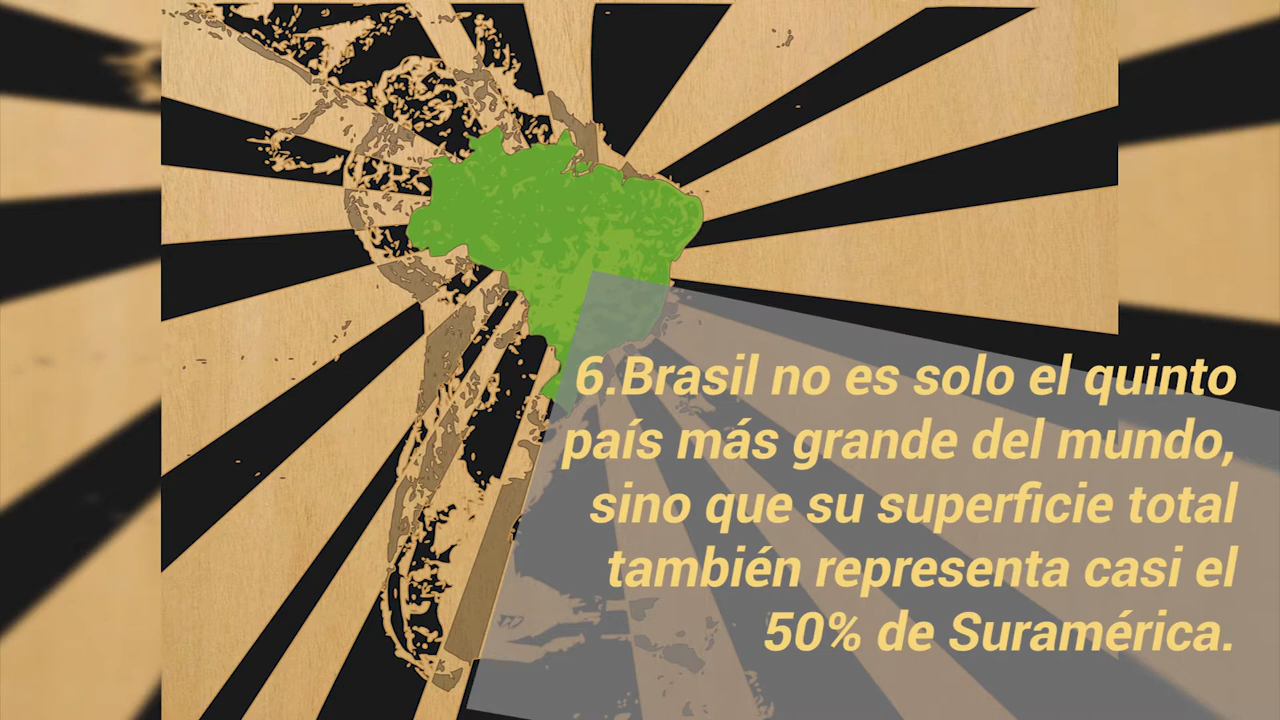 6.Brasil no es solo el quinto
país más grande del mundo,
sino que su superficie total
también representa casi el
50% de Suramérica.